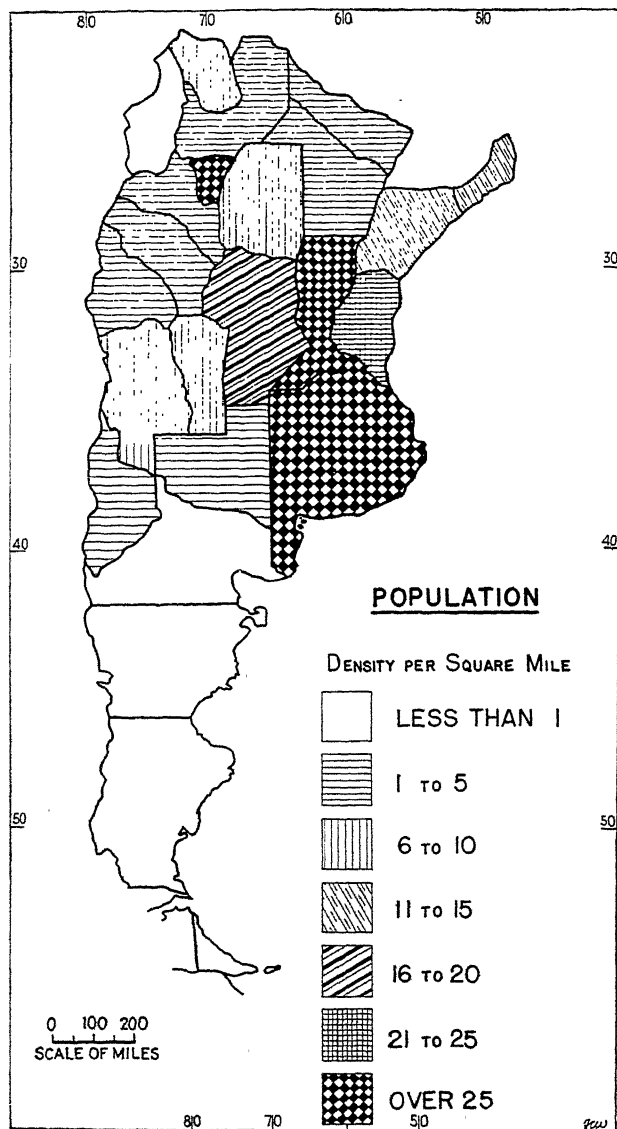 80 70 60 50
30 30
40 40
POPULATION
DENSITY PER SQUARE MILE
LESS THAN 1
1 TO 5
6 TO 10
50 50
11 TO 15
16 TO 20
0 100 200
SCALE OF MILES
21 TO 25
OVER 25
80 70 60 50
JCW